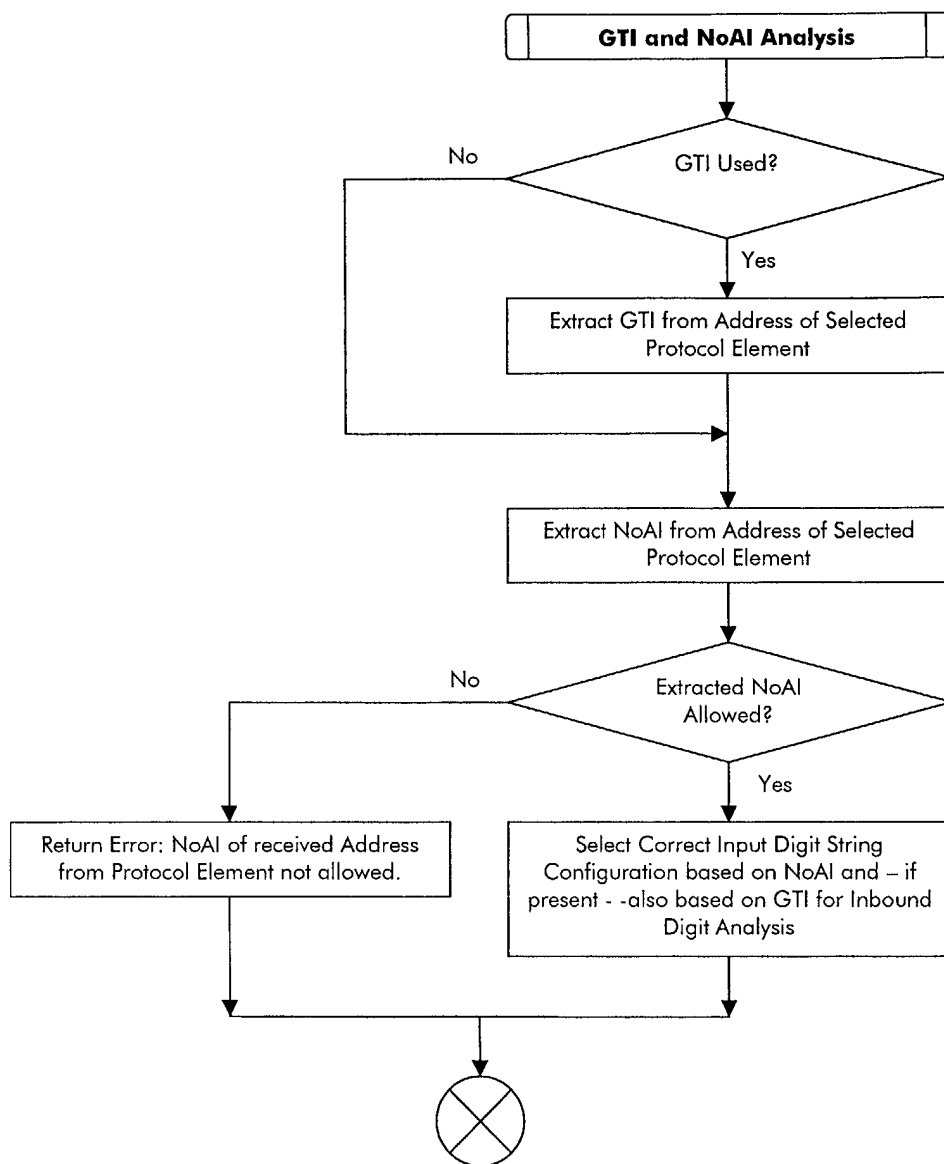 GTI and NoAI Analysis
No
GTI Used?
Yes
Extract GTI from Address of Selected
Protocol Element
Extract NoAI from Address of Selected
Protocol Element
No
Extracted NoAI
Allowed?
Yes
Return Error: NoAI of received Address
from Protocol Element not allowed.
Select Correct Input Digit String
Configuration based on NoAI and – if
present - -also based on GTI for Inbound
Digit Analysis